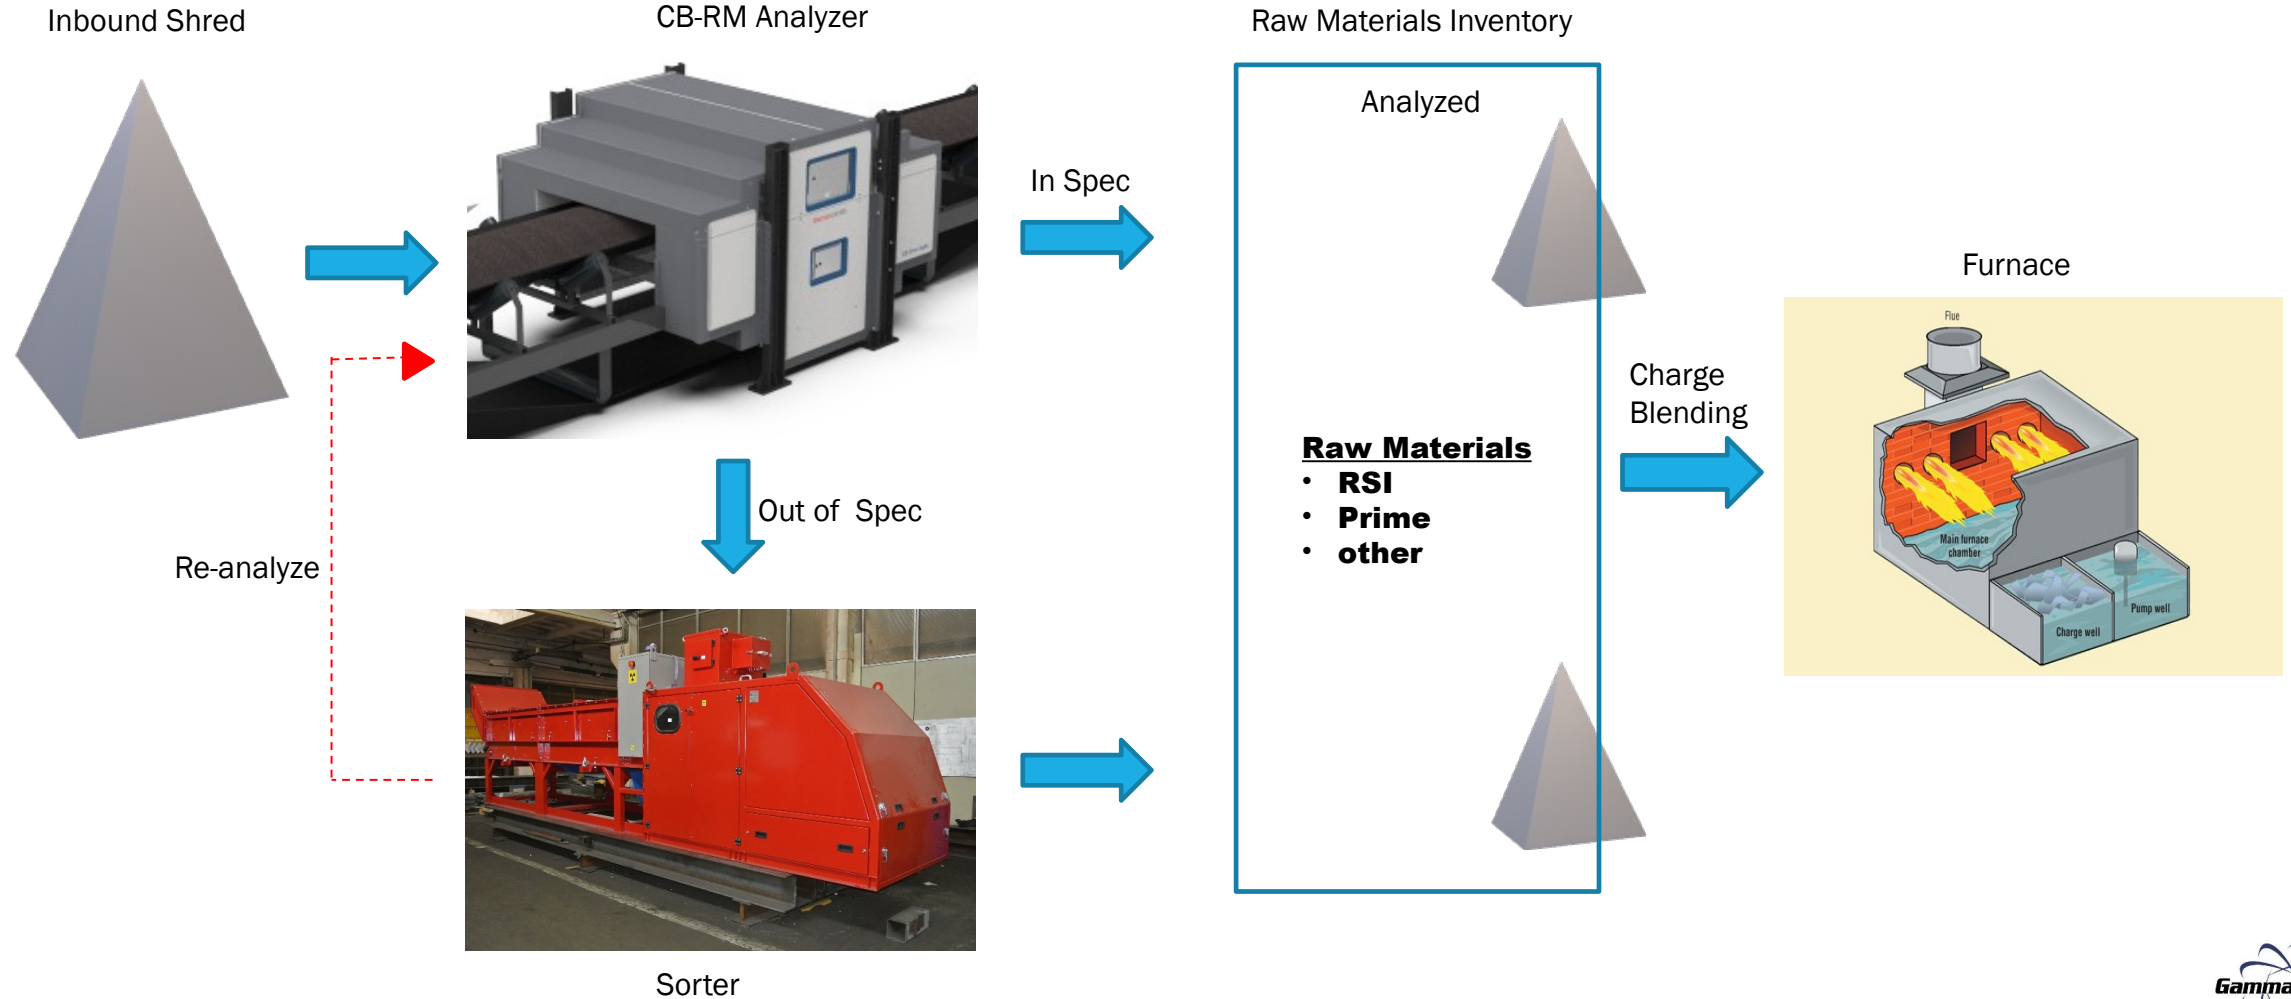 Inbound Shred
CB-RM Analyzer
Raw Materials Inventory
Analyzed
In Spec
Furnace
Flue
Charge
Blending
Raw Materials
• RSI
• Prime
• other
Out of  Spec
Main furnace
chamber
Re-analyze
Pump well
Charge well
Sorter
Gamma